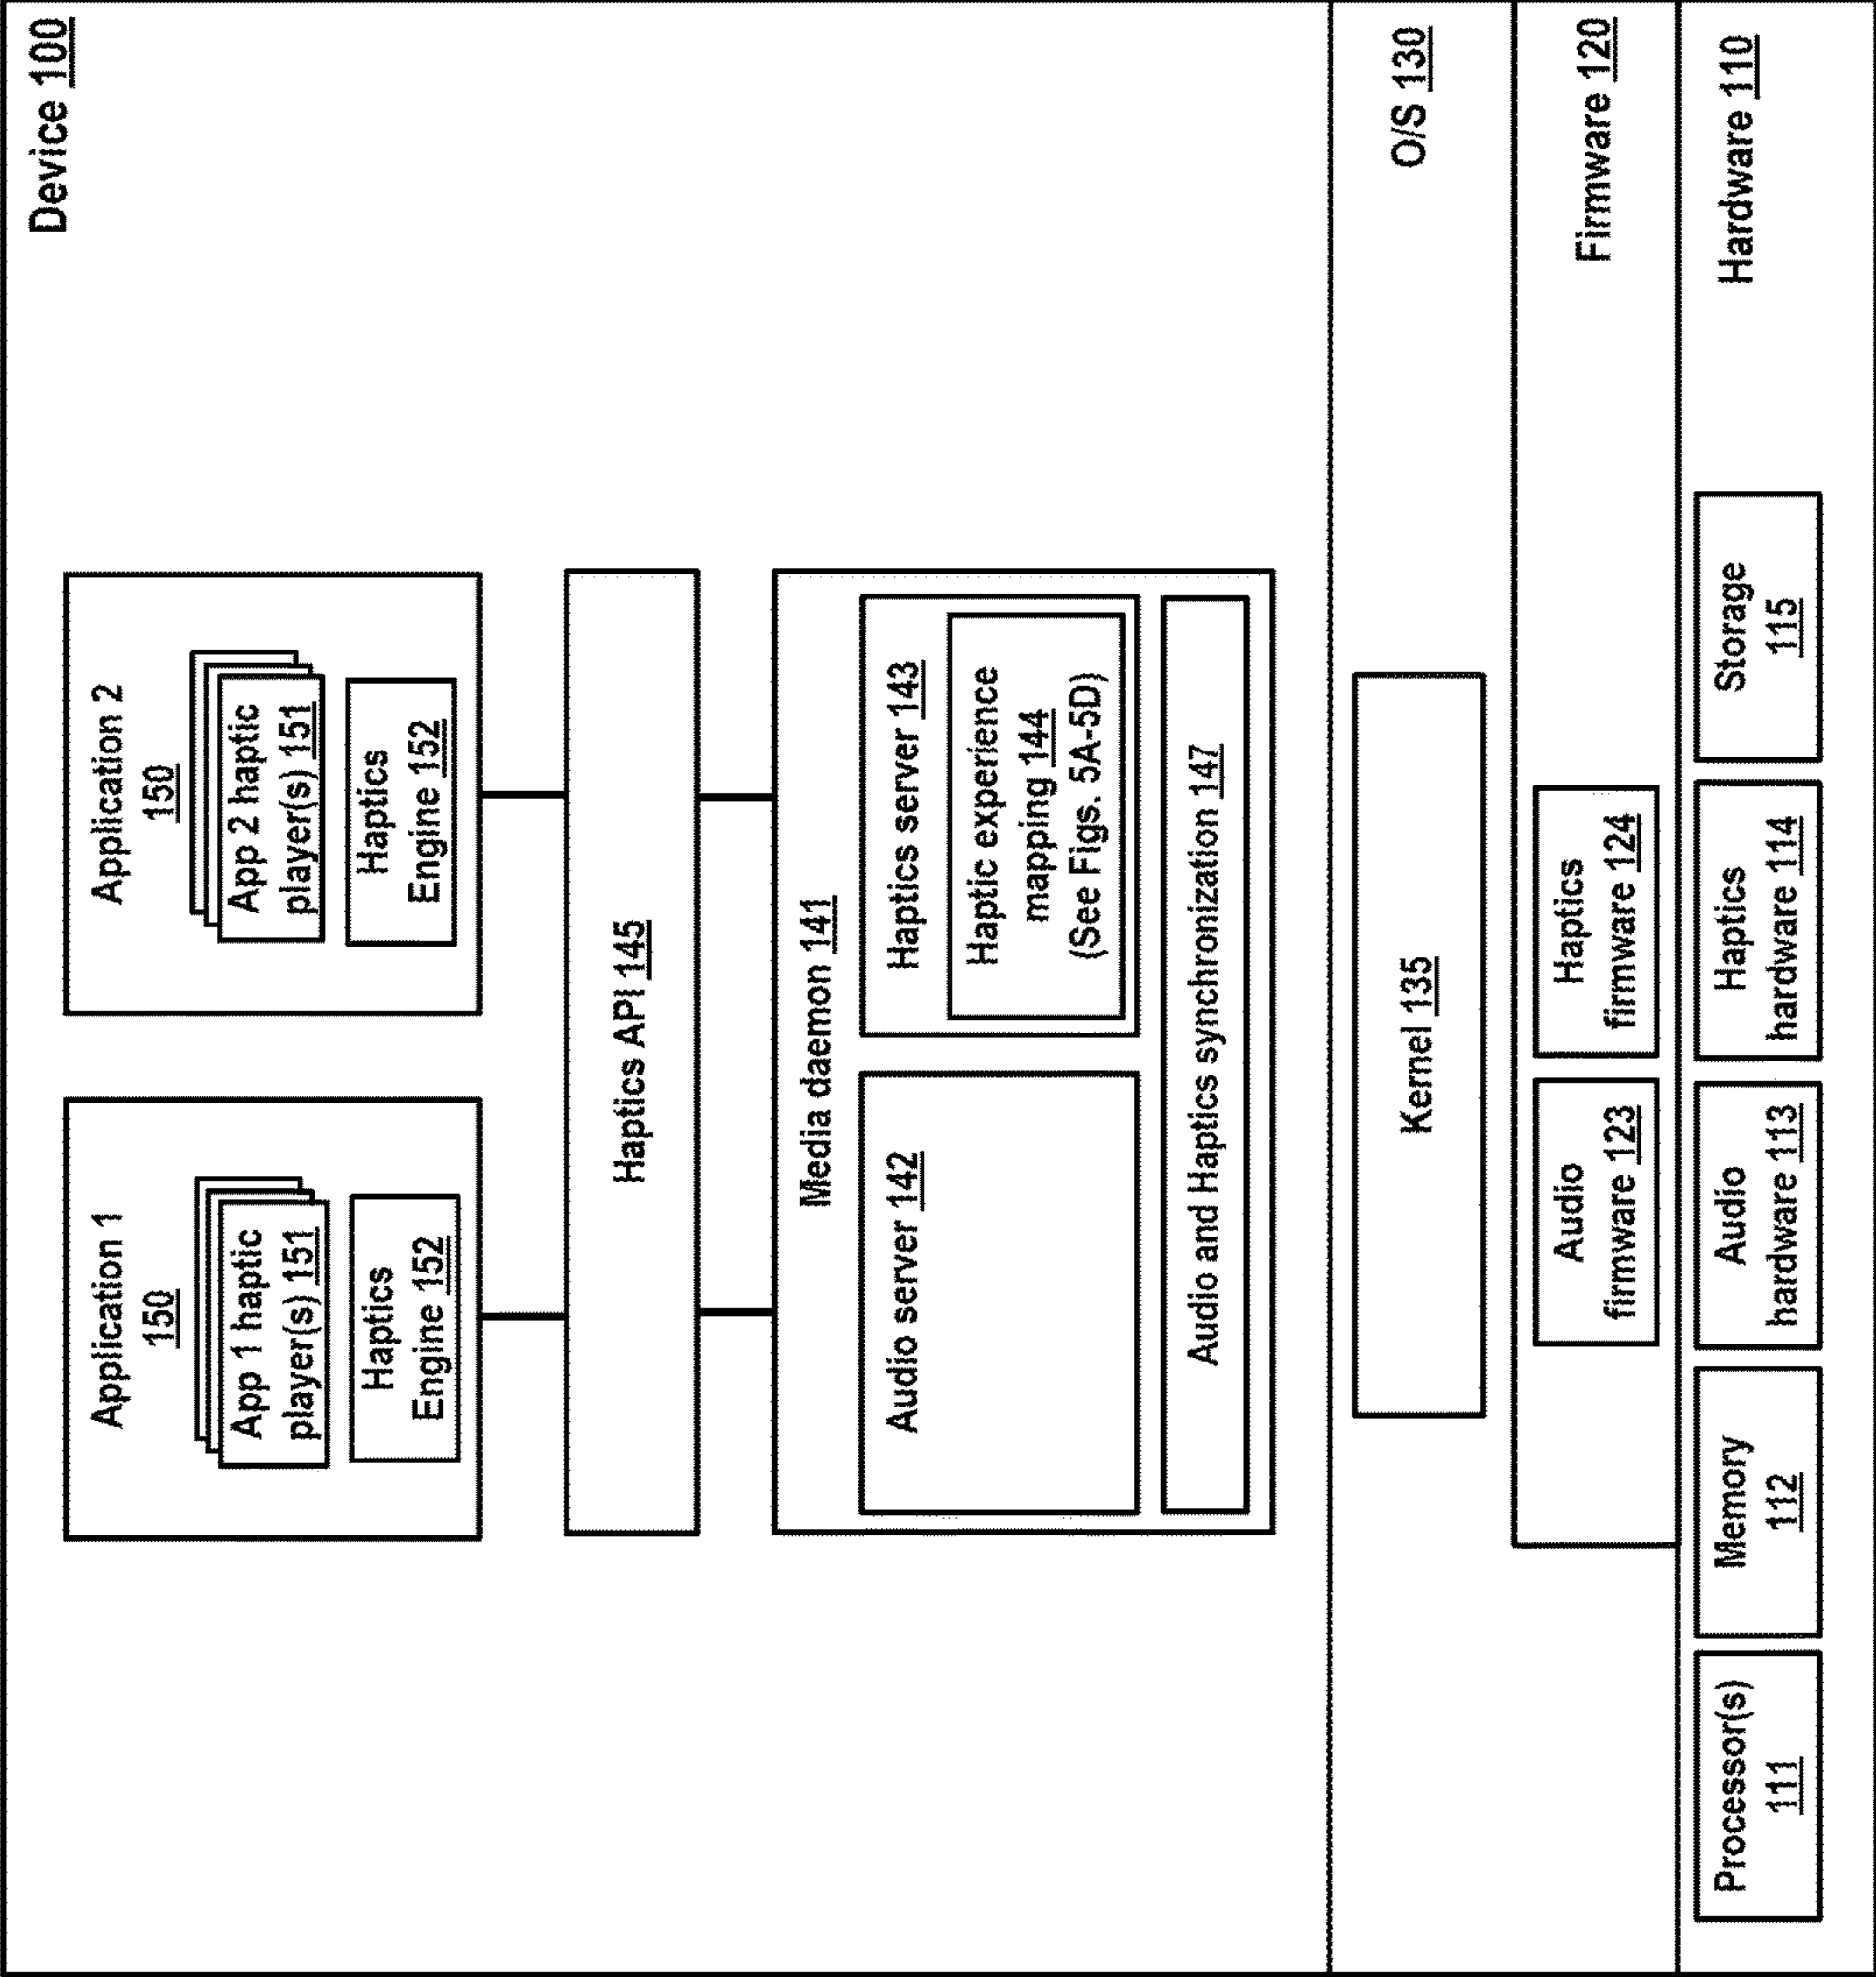 Device 100
Application 1
150
App 1 haptic
player(s) 151
Haptics
Engine 152
Application 2
150
App 2 haptic
player(s) 151
Haptics
Engine 152
Haptics API 145
Media daemon 141
Audio server 142
Haptics server 143
Haptic experience
mapping 144
(See Figs. 5A-5D)
Audio and Haptics synchronization 147
O/S 130
Kernel 135
Firmware 120
Audio
firmware 123
Haptics
firmware 124
Hardware 110
Processor(s)
111
Memory
112
Audio
hardware 113
Haptics
hardware 114
Storage
115